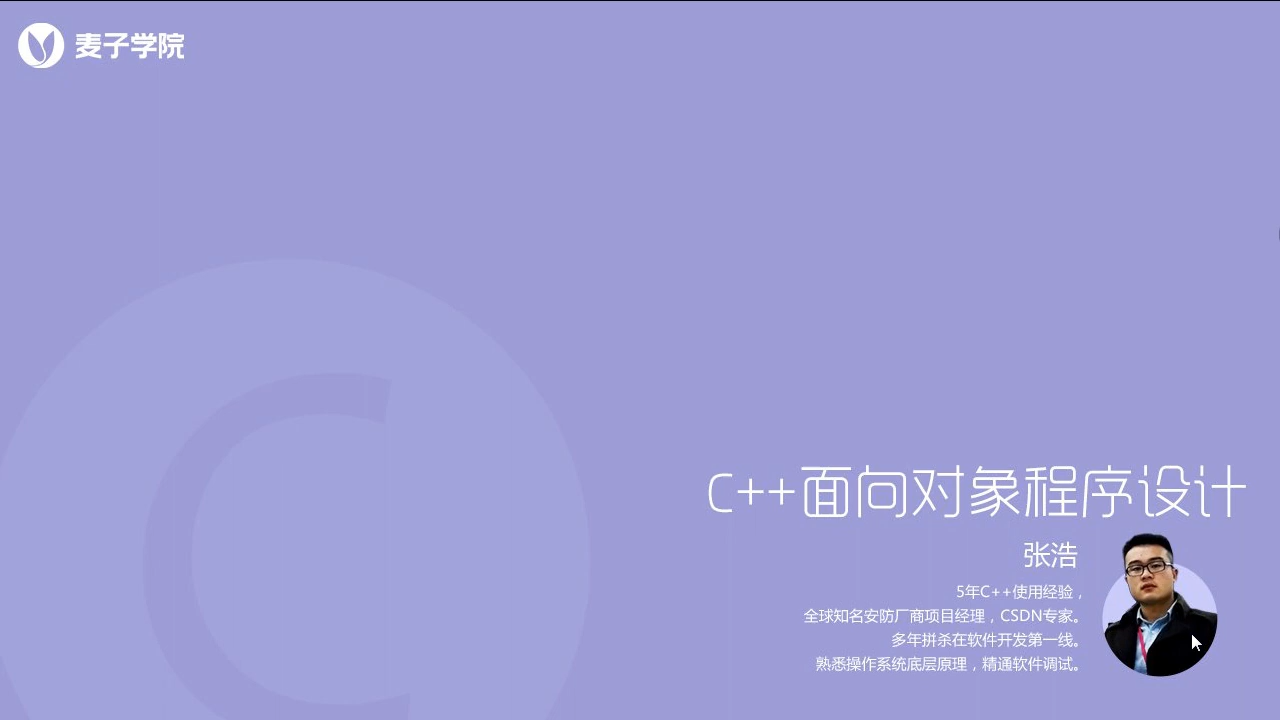 麦子学院
C++面向对象程序设计
张浩
5年C++使用经验，
全球知名安防厂商项目经理，CSDN专家。
多年拼杀在软件开发第一线。
熟悉操作系统底层原理，精通软件调试。